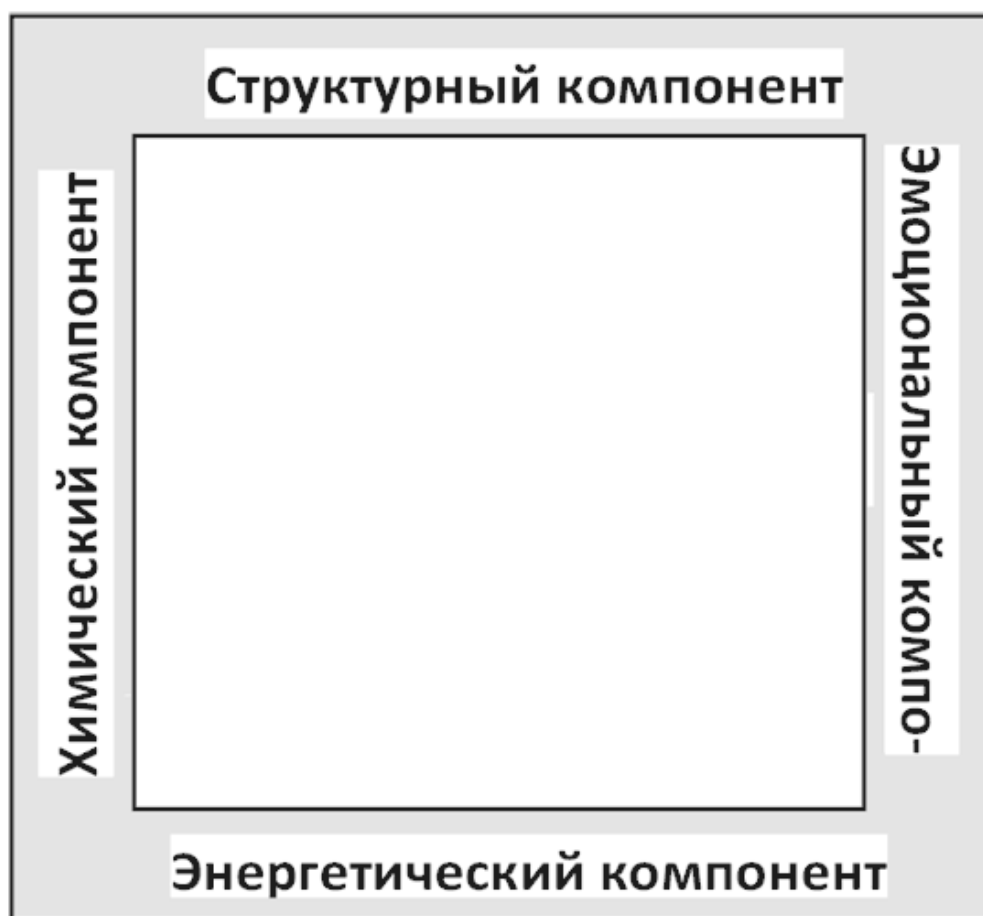 Структурный компонент
Химический компонент
Эмоциональный компо-
Энергетический компонент